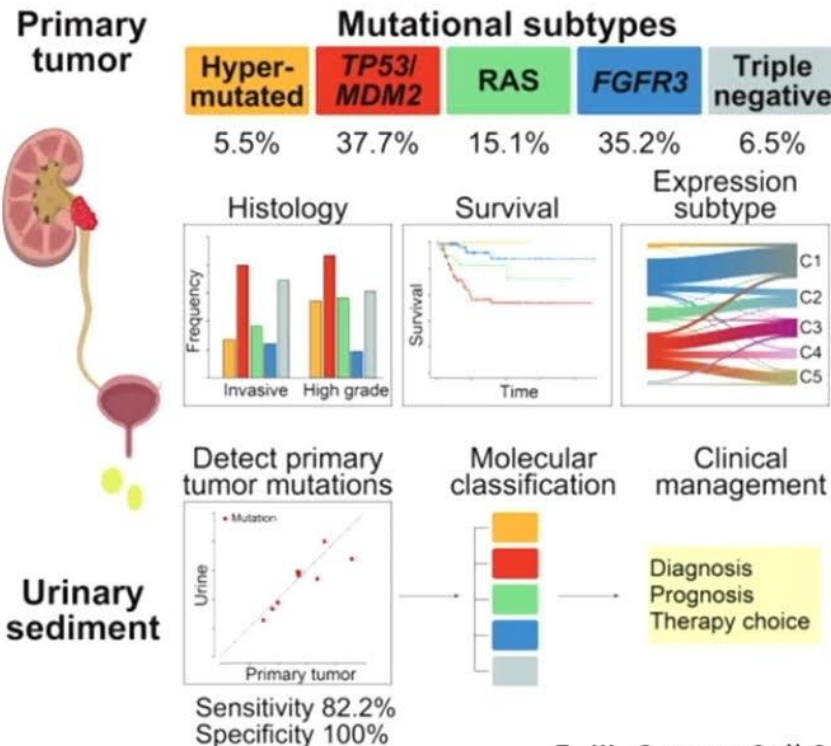 Primary
tumor
Mutational subtypes
Hyper-
mutated
TP53/
MDM2
RAS
FGFR3
Triple
negative
5.5%
37.7%
15.1%
35.2%
6.5%
Histology
Frequency
Invasive
High grade
Survival
Survival
Time
Expression
subtype
C1
C2
C3
C4
C5
Urinary
sediment
Detect primary
tumor mutations
Mutation
Urine
Primary tumor
Sensitivity 82.2%
Specificity 100%
Molecular
classification
Clinical
management
Diagnosis
Prognosis
Therapy choice